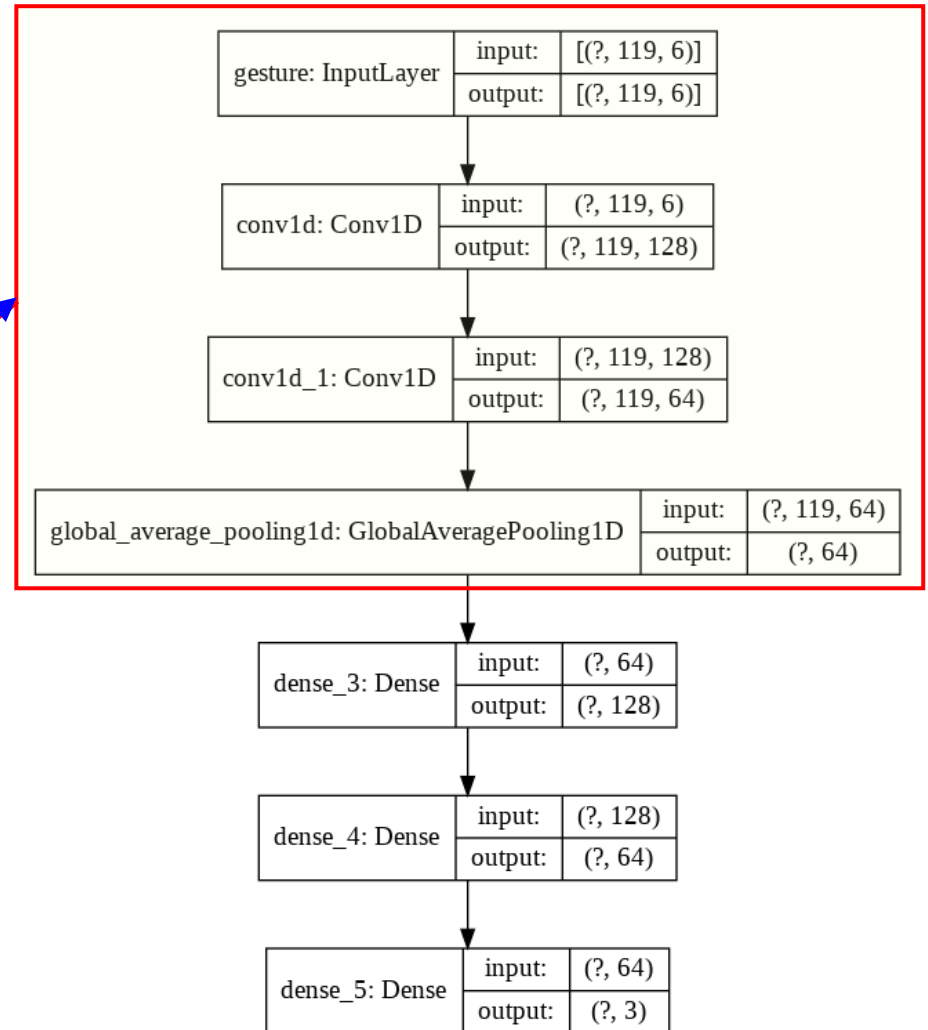 gesture: InputLayer
input: [(?, 119, 6)]
output: [(?, 119, 6)]
conv1d: Conv1D
input: (?, 119, 6)
output: (?, 119, 128)
conv1d_1: Conv1D
input: (?, 119, 128)
output: (?, 119, 64)
global_average_pooling1d: GlobalAveragePooling1D
input: (?, 119, 64)
output: (?, 64)
dense_3: Dense
input: (?, 64)
output: (?, 128)
dense_4: Dense
input: (?, 128)
output: (?, 64)
dense_5: Dense
input: (?, 64)
output: (?, 3)